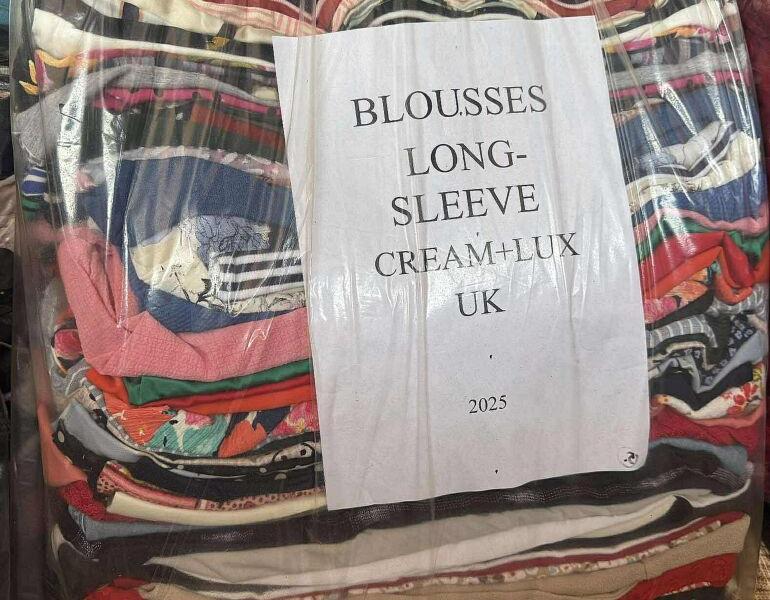 BLOUSSES
LONG-
SLEEVE
CREAM+LUX
UK
2025